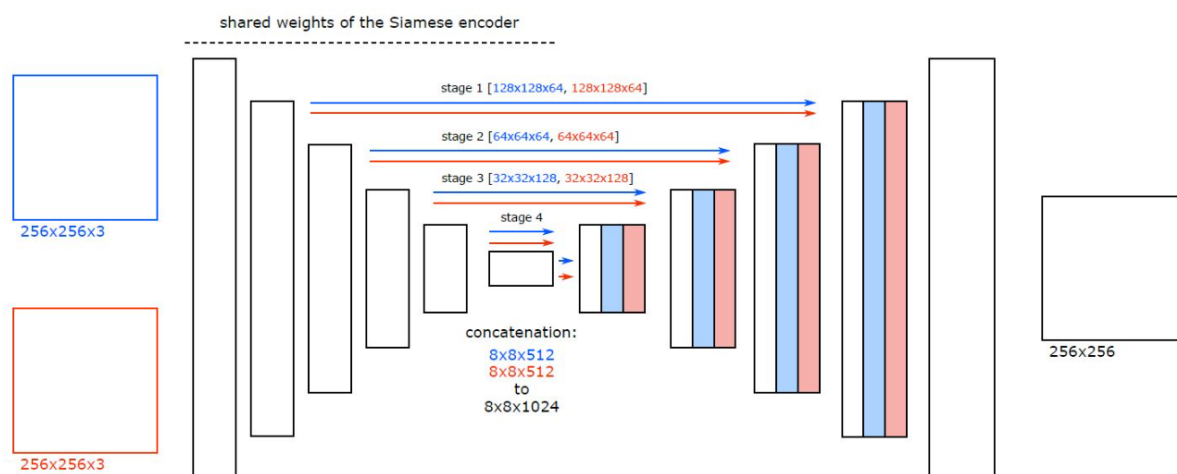 shared weights of the Siamese encoder
stage 1 [128x128x64, 128x128x64]
stage 2 [64x64x64, 64x64x64]
stage 3 [32x32x128, 32x32x128]
stage 4
256x256x3
256x256x3
concatenation:
8x8x512
8x8x512
to
8x8x1024
256x256